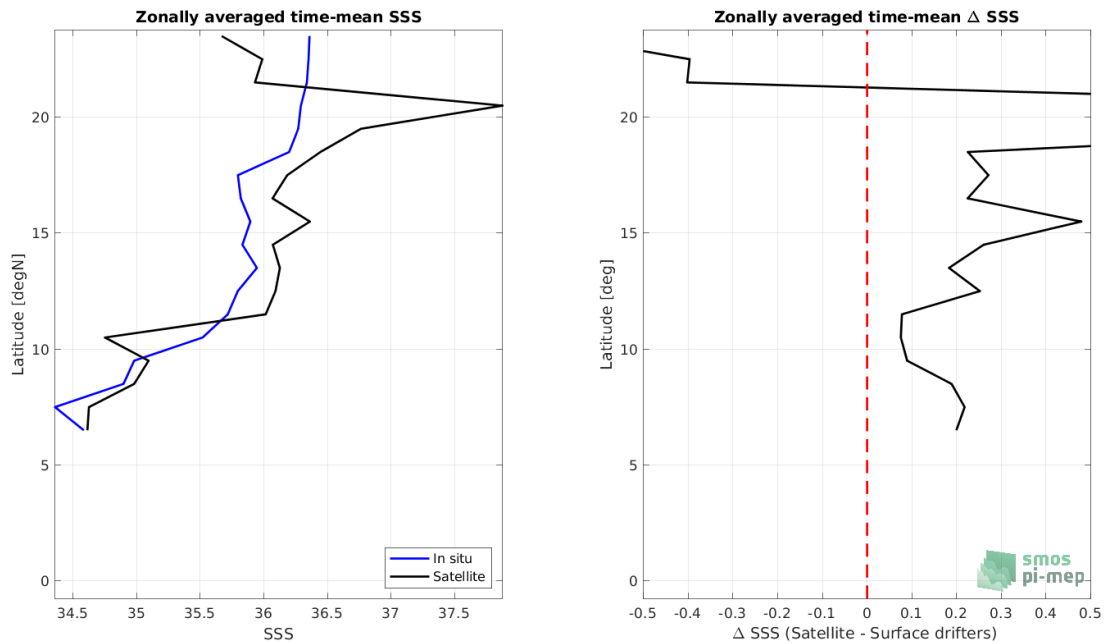 Zonally averaged time-mean SSS
Latitude [degN]
20
15
10
5
0
34.5 35 35.5 36 36.5 37 37.5
SSS
In situ
Satellite
Zonally averaged time-mean Δ SSS
Latitude [deg]
20
15
10
5
0
-0.5 -0.4 -0.3 -0.2 -0.1 0 0.1 0.2 0.3 0.4 0.5
Δ SSS (Satellite - Surface drifters)
smos
pi-mep